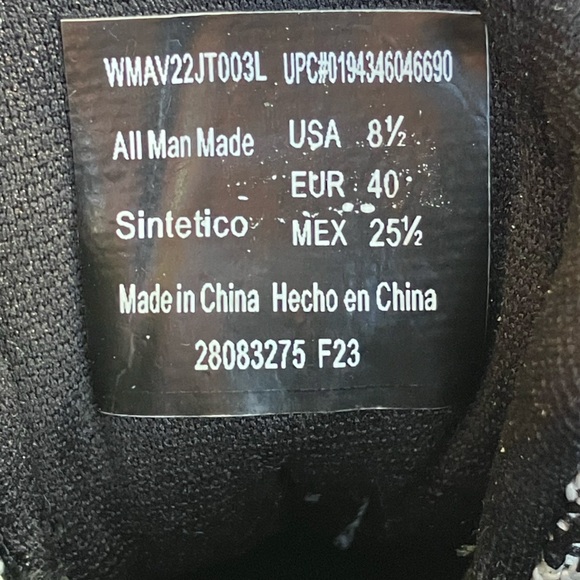 WMAV22JT003L UPC#0194346046690
All Man Made USA 8½
EUR 40
Sintetico MEX 25½
Made in China Hecho en China
28083275 F23